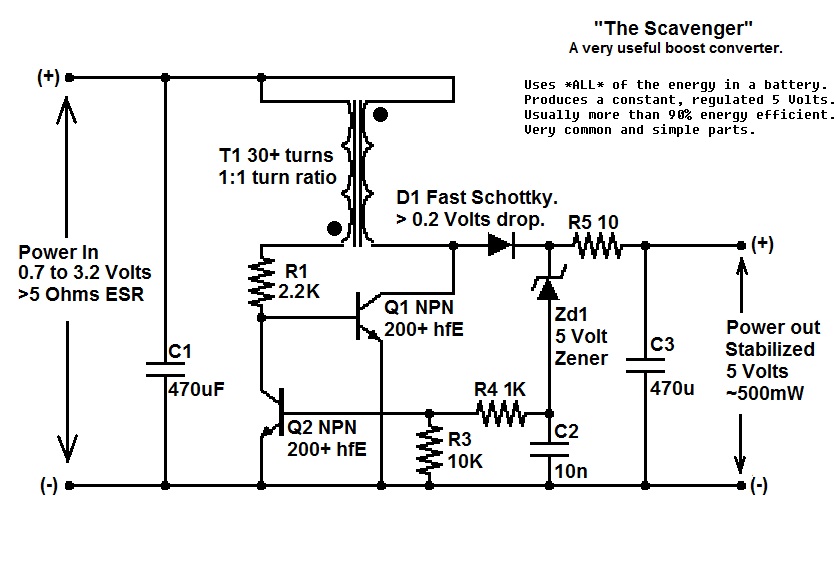 "The Scavenger"
A very useful boost converter.
Uses *ALL* of the energy in a battery.
Produces a constant, regulated 5 Volts.
Usually more than 90% energy efficient.
Very common and simple parts.
(+)
T1 30+ turns
1:1 turn ratio
D1 Fast Schottky.
> 0.2 Volts drop.
R5 10
(+)
Power In
0.7 to 3.2 Volts
>5 Ohms ESR
R1
2.2K
Q1 NPN
200+ hfE
Zd1
5 Volt
Zener
Power out
Stabilized
5 Volts
~500mW
C1
470uF
C3
470u
R4 1K
Q2 NPN
200+ hfE
R3
10K
C2
10n
(-)
(-)